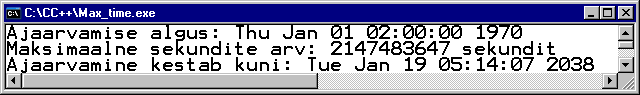 C:\CC++\Max_time.exe
Ajaarvamise algus: Thu Jan 01 02:00:00 1970
Maksimaalne sekundite arv: 2147483647 sekundit
Ajaarvamine kestab kuni: Tue Jan 19 05:14:07 2038